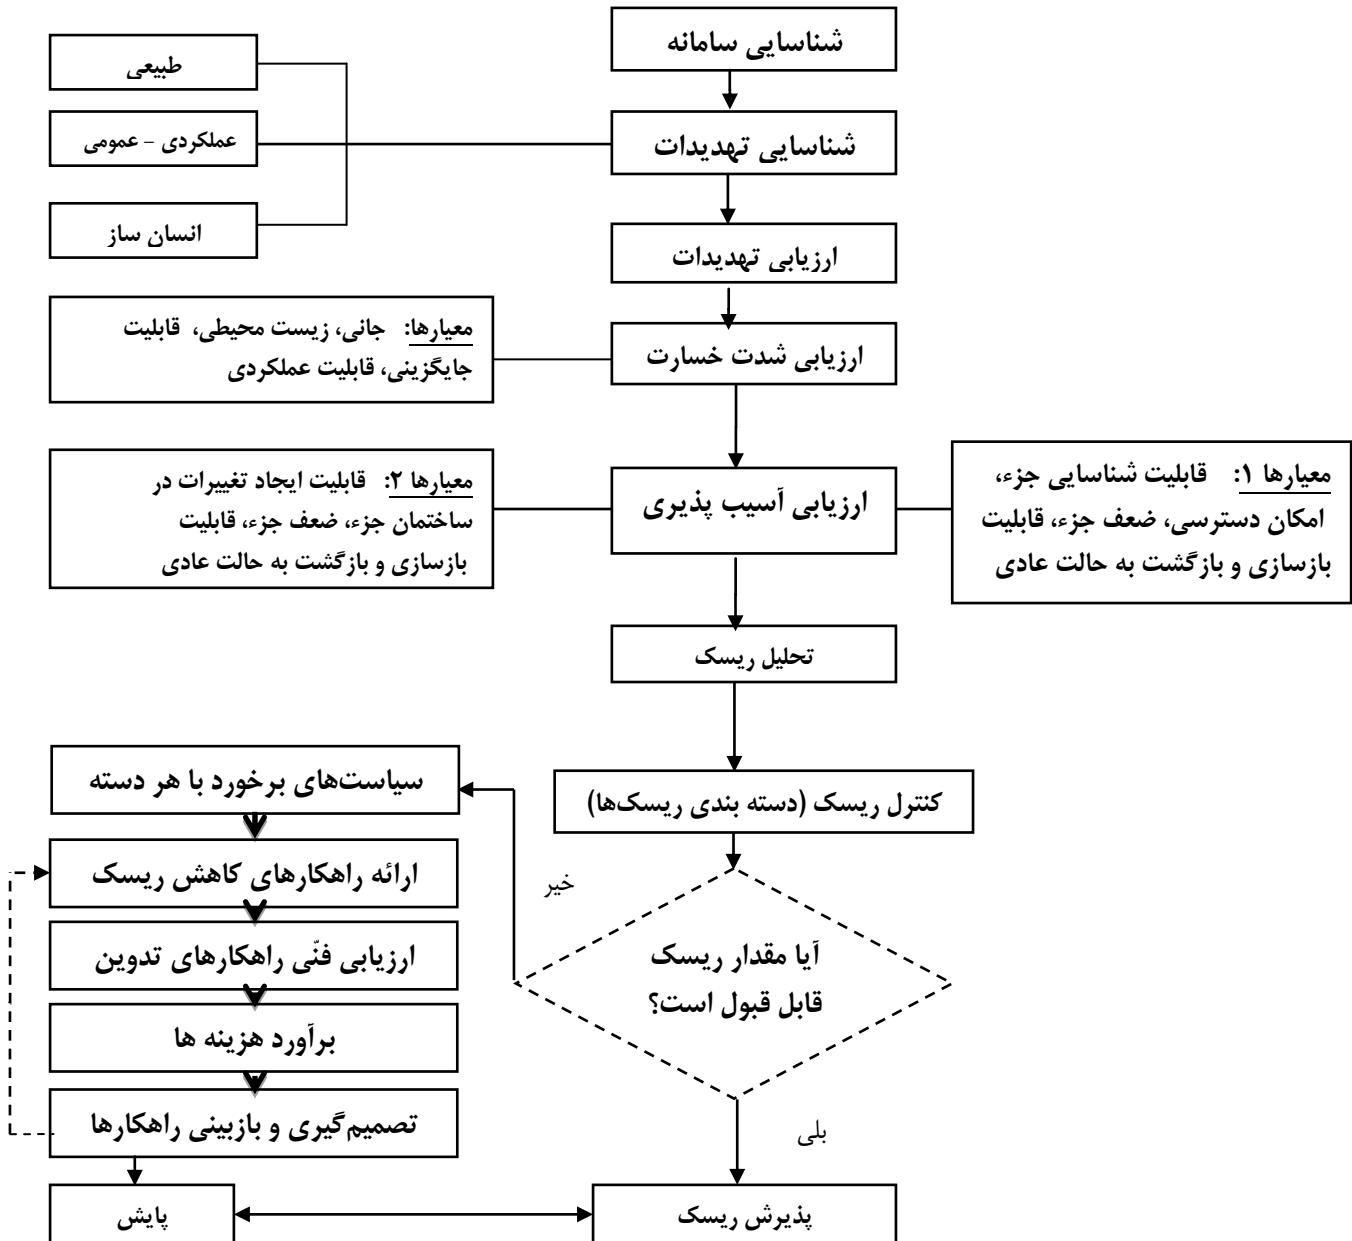 شناسایی سامانه
طبیعی
عملکردی - عمومی
شناسایی تهدیدات
انسان ساز
ارزیابی تهدیدات
معیارها: جانی، زیست محیطی، قابلیت
جایگزینی، قابلیت عملکردی
ارزیابی شدت خسارت
معیارها ۱: قابلیت شناسایی جزء،
امکان دسترسی، ضعف جزء، قابلیت
بازسازی و بازگشت به حالت عادی
ارزیابی آسیب پذیری
معیارها ۲: قابلیت ایجاد تغییرات در
ساختمان جزء، ضعف جزء، قابلیت
بازسازی و بازگشت به حالت عادی
تحلیل ریسک
کنترل ریسک (دسته بندی ریسک‌ها)
آیا مقدار ریسک
قابل قبول است؟
خیر
سیاست‌های برخورد با هر دسته
ارائه راهکارهای کاهش ریسک
ارزیابی فنّی راهکارهای تدوین
برآورد هزینه ها
تصمیم‌گیری و بازبینی راهکارها
بلی
پذیرش ریسک
پایش